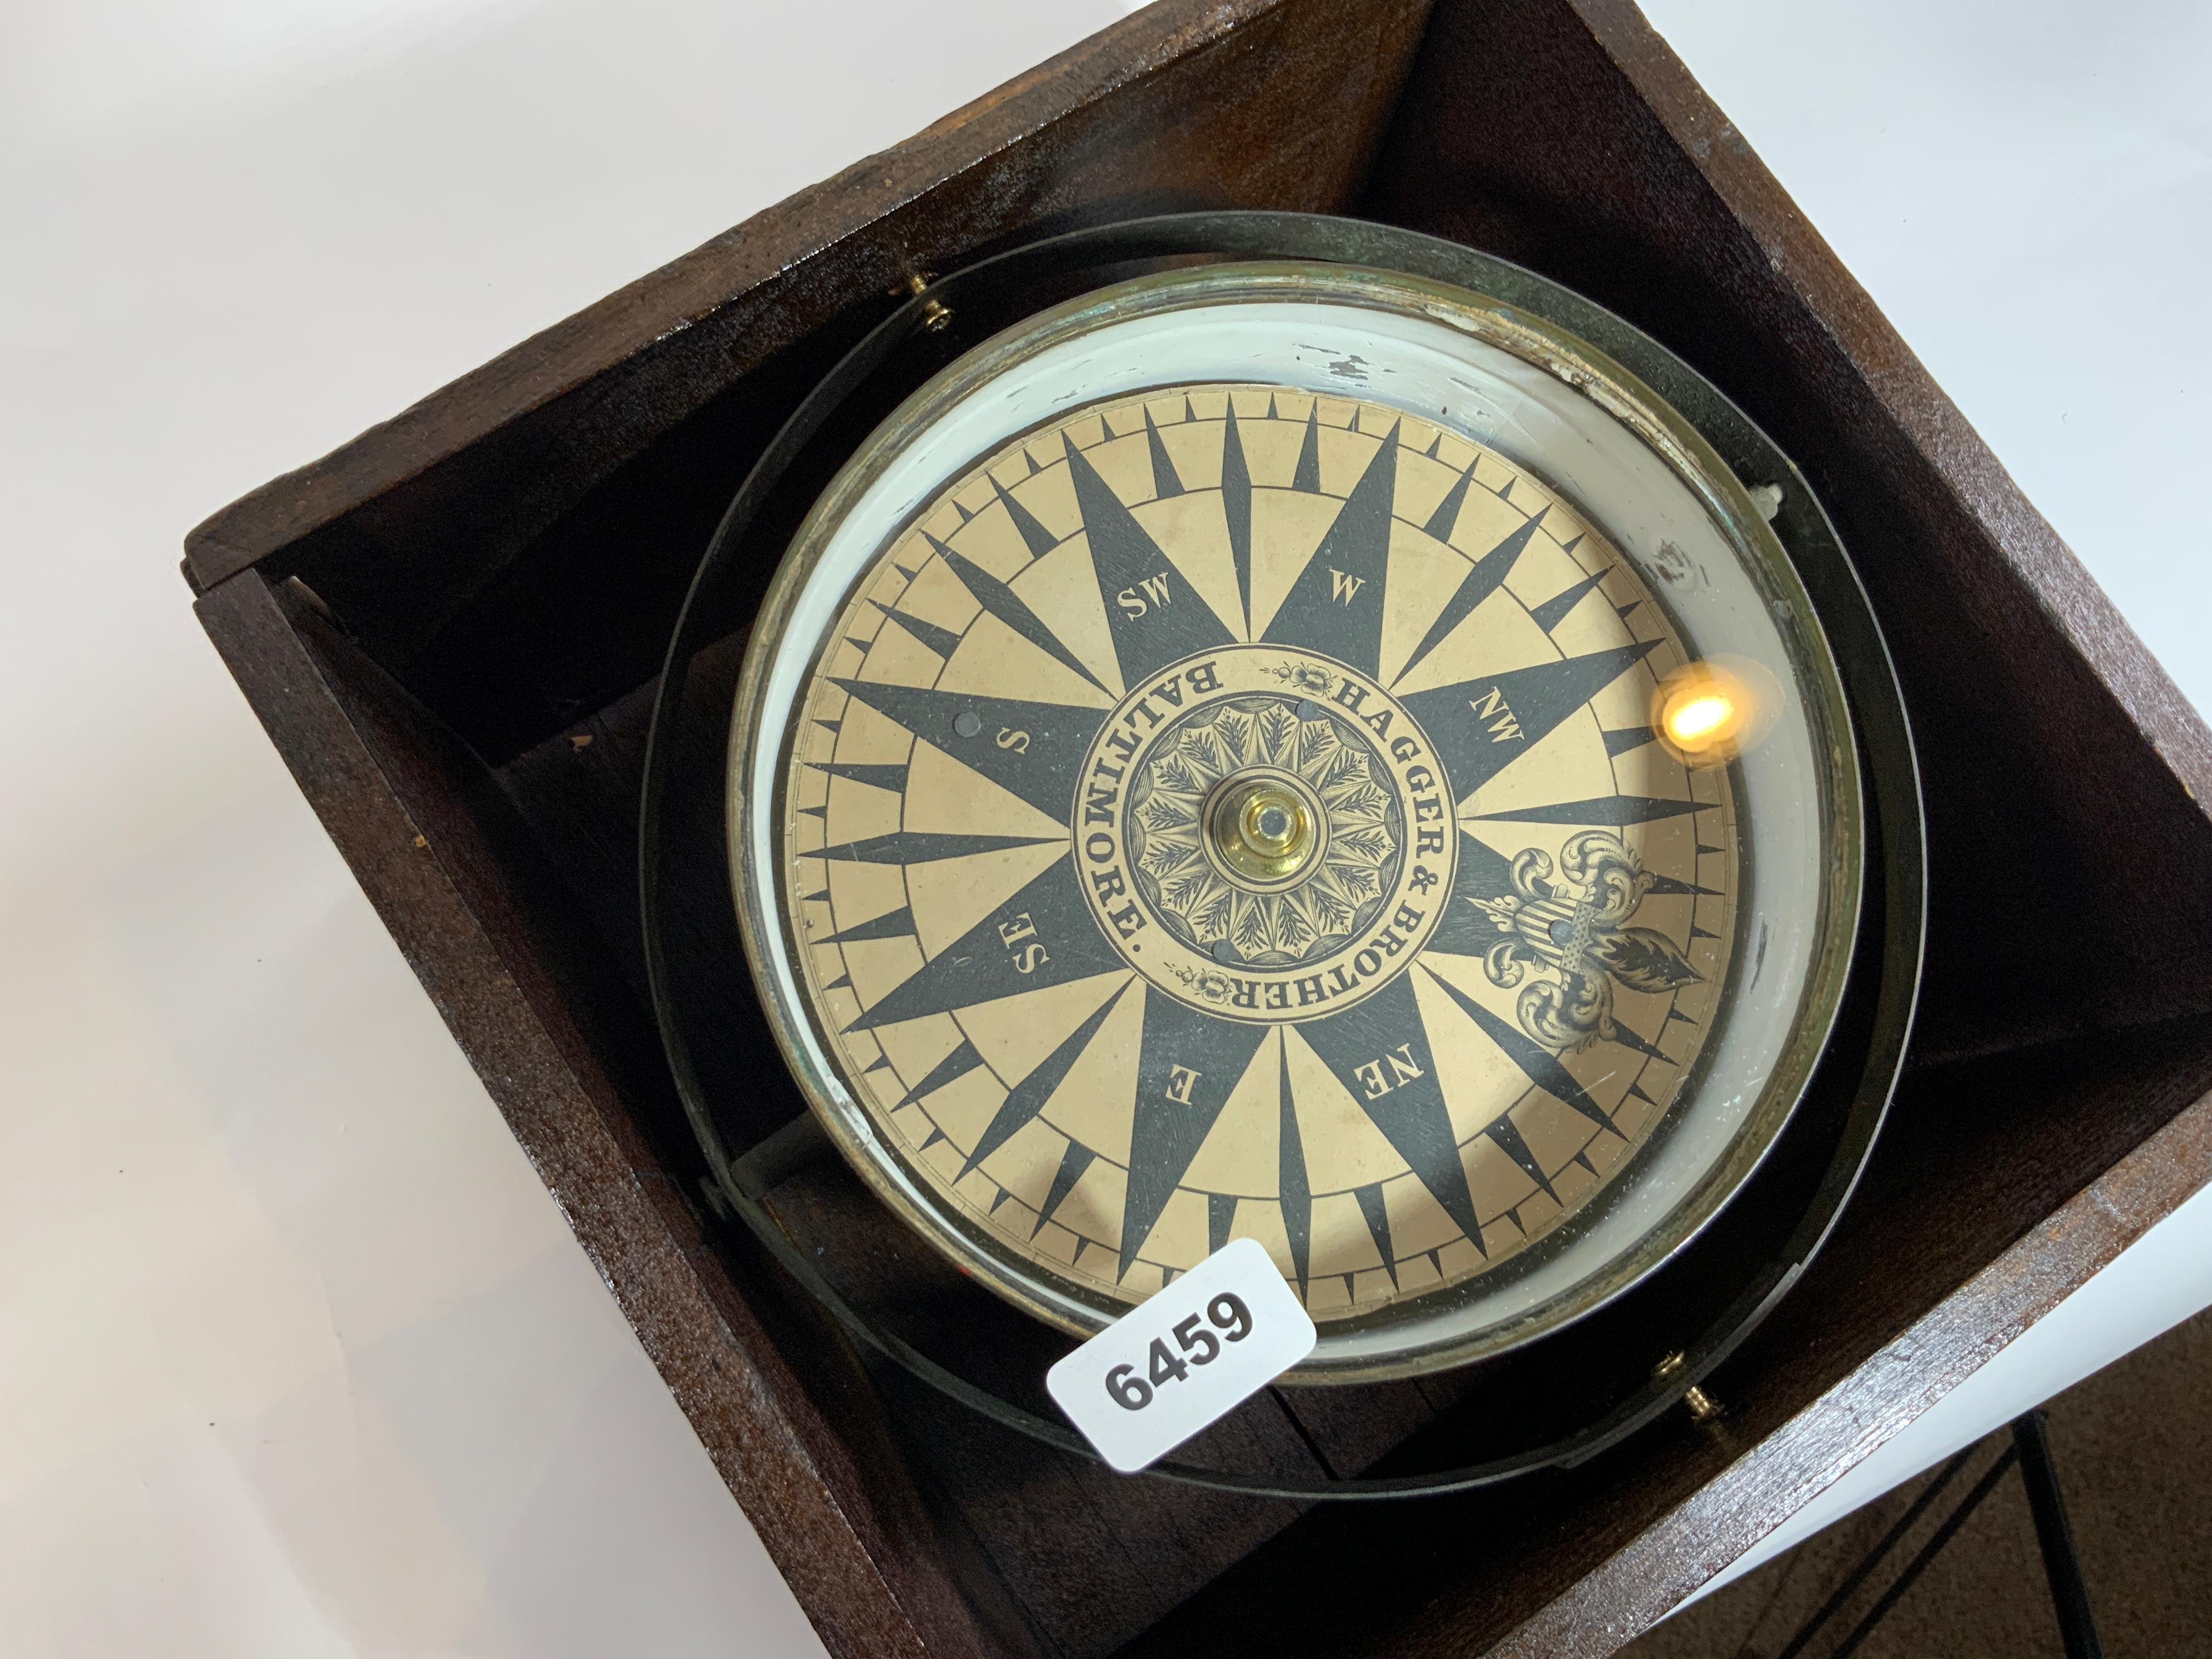 HAGGER & BROTHER
BALTIMORE.
W
NW
NE
E
SE
S
SW
6459